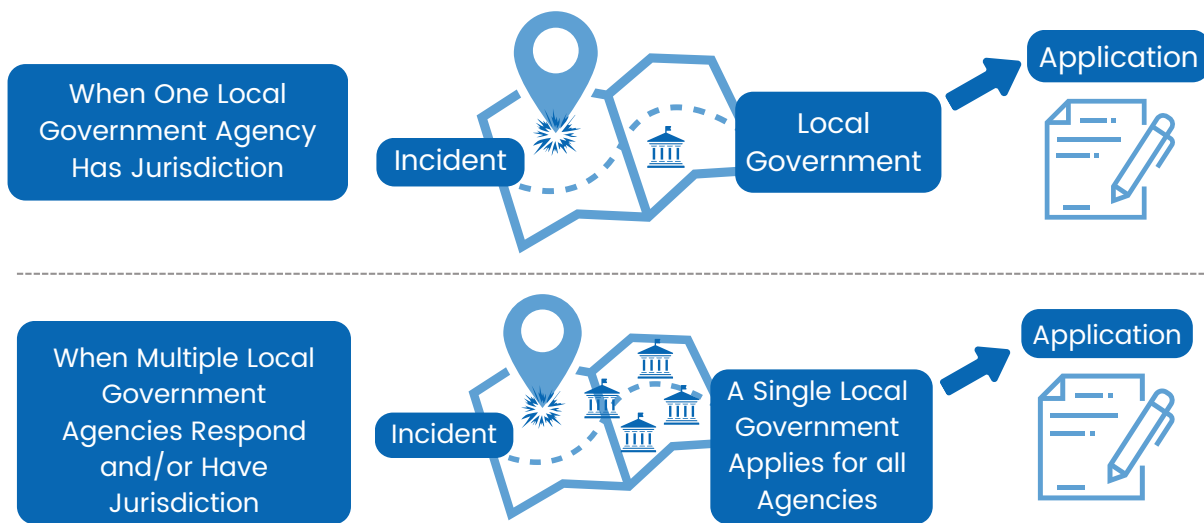 When One Local
Government Agency
Has Jurisdiction
Incident
Local
Government
Application
When Multiple Local
Government
Agencies Respond
and/or Have
Jurisdiction
Incident
A Single Local
Government
Applies for all
Agencies
Application